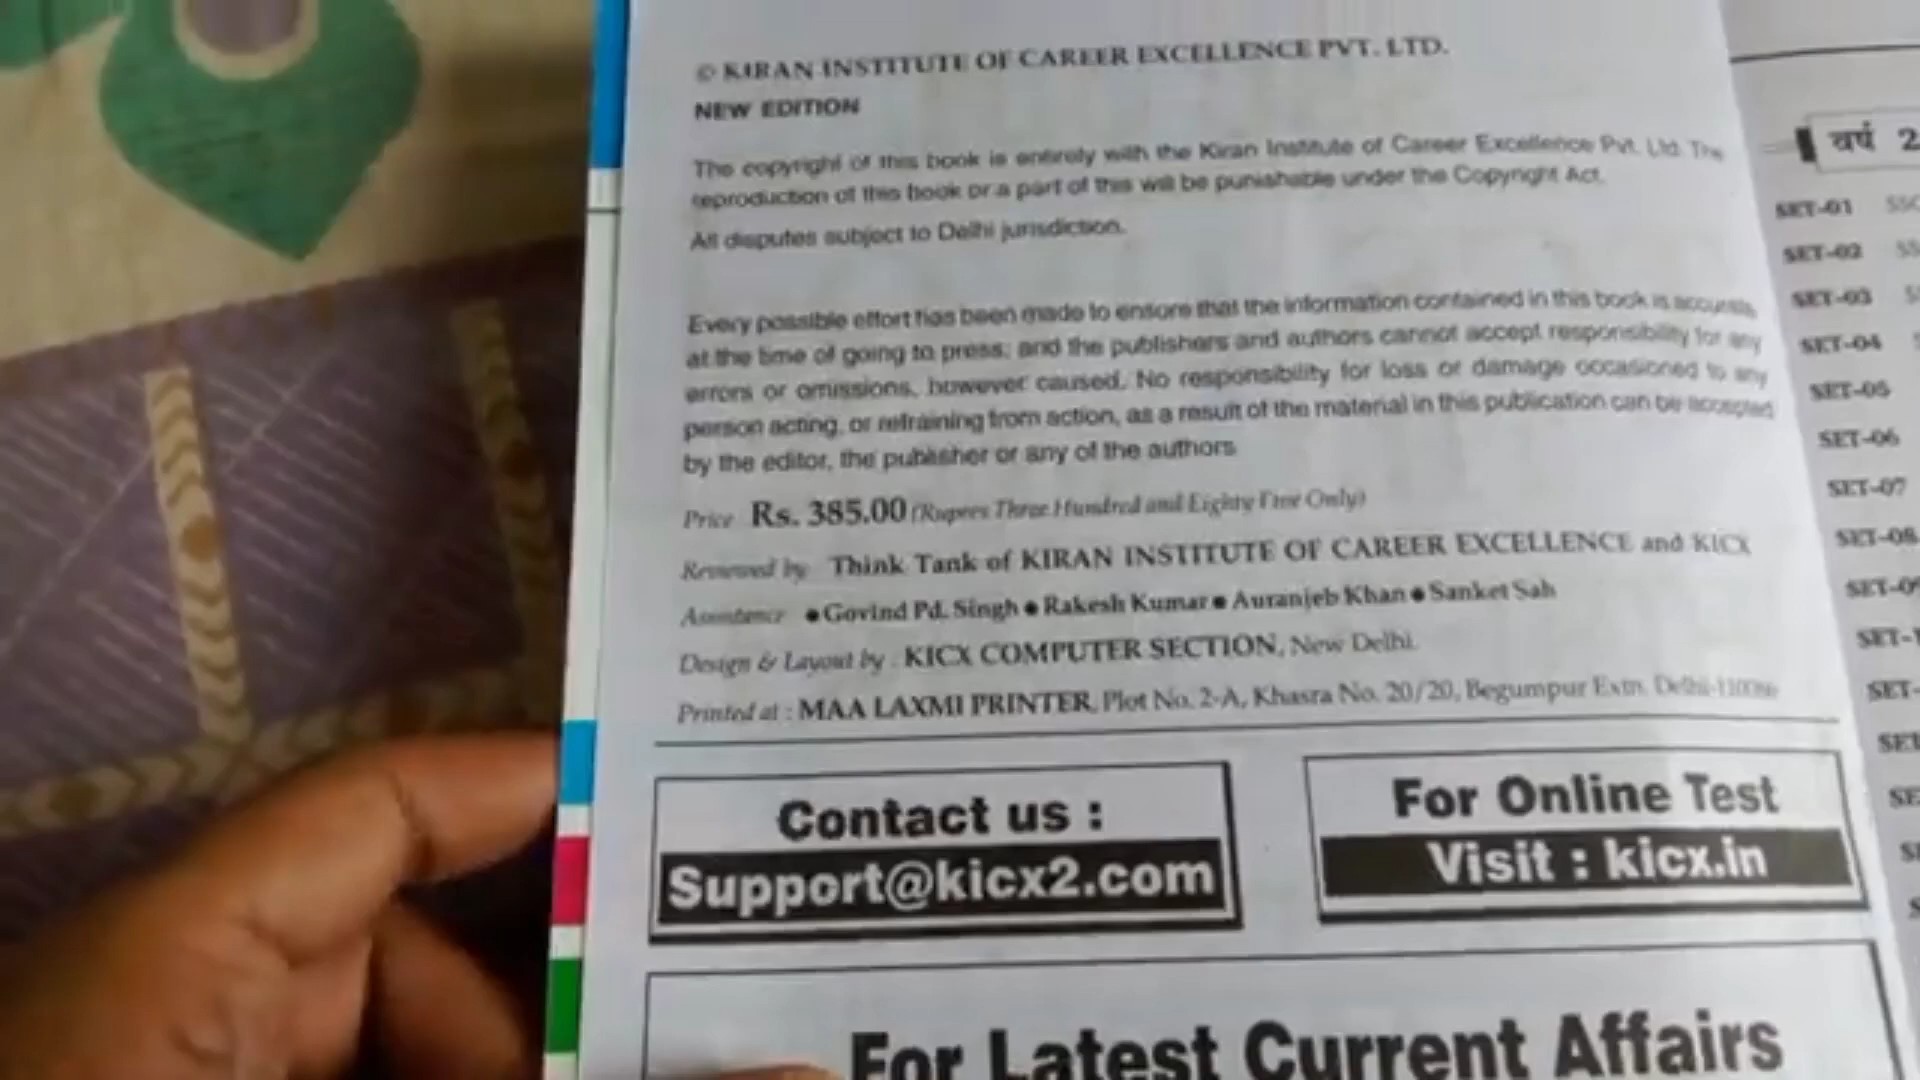 © KIRAN INSTITUTE OF CAREER EXCELLENCE PVT. LTD.
NEW EDITION
The copyright of this book is entirely with the Kiran Institute of Career Excellence Pvt. Ltd. The
reproduction of this book or a part of this will be punishable under the Copyright Act.
All disputes subject to Delhi jurisdiction.
Every possible effort has been made to ensure that the information contained in this book is accurate
at the time of going to press; and the publishers and authors cannot accept responsibility for any
errors or omissions, however caused. No responsibility for loss or damage occasioned to any
person acting, or refraining from action, as a result of the material in this publication can be accepted
by the editor, the publisher or any of the authors
Price Rs. 385.00 (Rupees Three Hundred and Eighty Five Only)
Reviewed by Think Tank of KIRAN INSTITUTE OF CAREER EXCELLENCE and KICX
Assistance • Govind Pd. Singh • Rakesh Kumar • Auranjeb Khan • Sanket Sah
Design & Layout by : KICX COMPUTER SECTION, New Delhi.
Printed at : MAA LAXMI PRINTER, Plot No. 2-A, Khasra No. 20/20, Begumpur Extn. Delhi-
Contact us :
Support@kicx2.com
For Online Test
Visit : kicx.in
For Latest Current Affairs
वर्ष 2
SET-01
SET-02
SET-03
SET-04
SET-05
SET-06
SET-07
SET-08